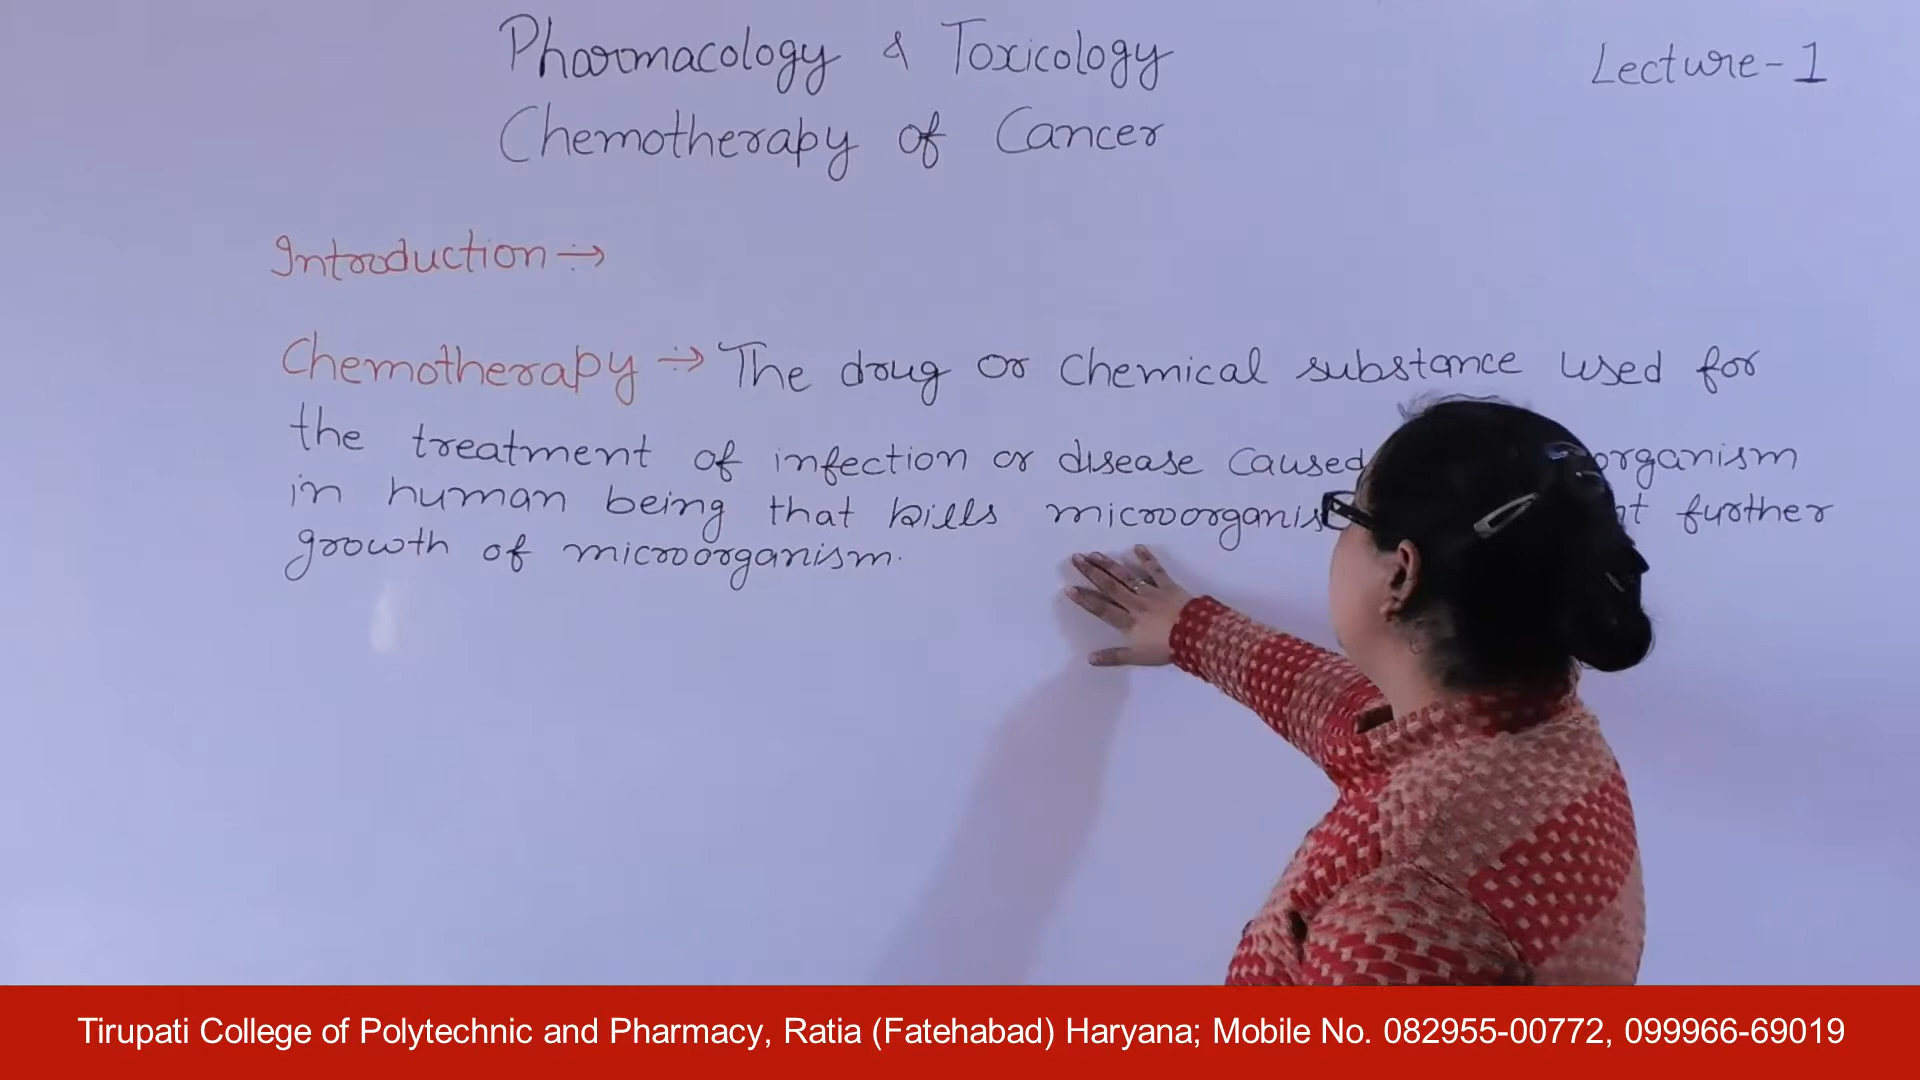 Pharmacology & Toxicology
Lecture-1
Chemotherapy of Cancer
Introduction →
Chemotherapy → The drug or Chemical substance used for
the treatment of infection or disease caused organism
in human being that kills further
growth of microorganism.
Tirupati College of Polytechnic and Pharmacy, Ratia (Fatehabad) Haryana; Mobile No. 082955-00772, 099966-69019